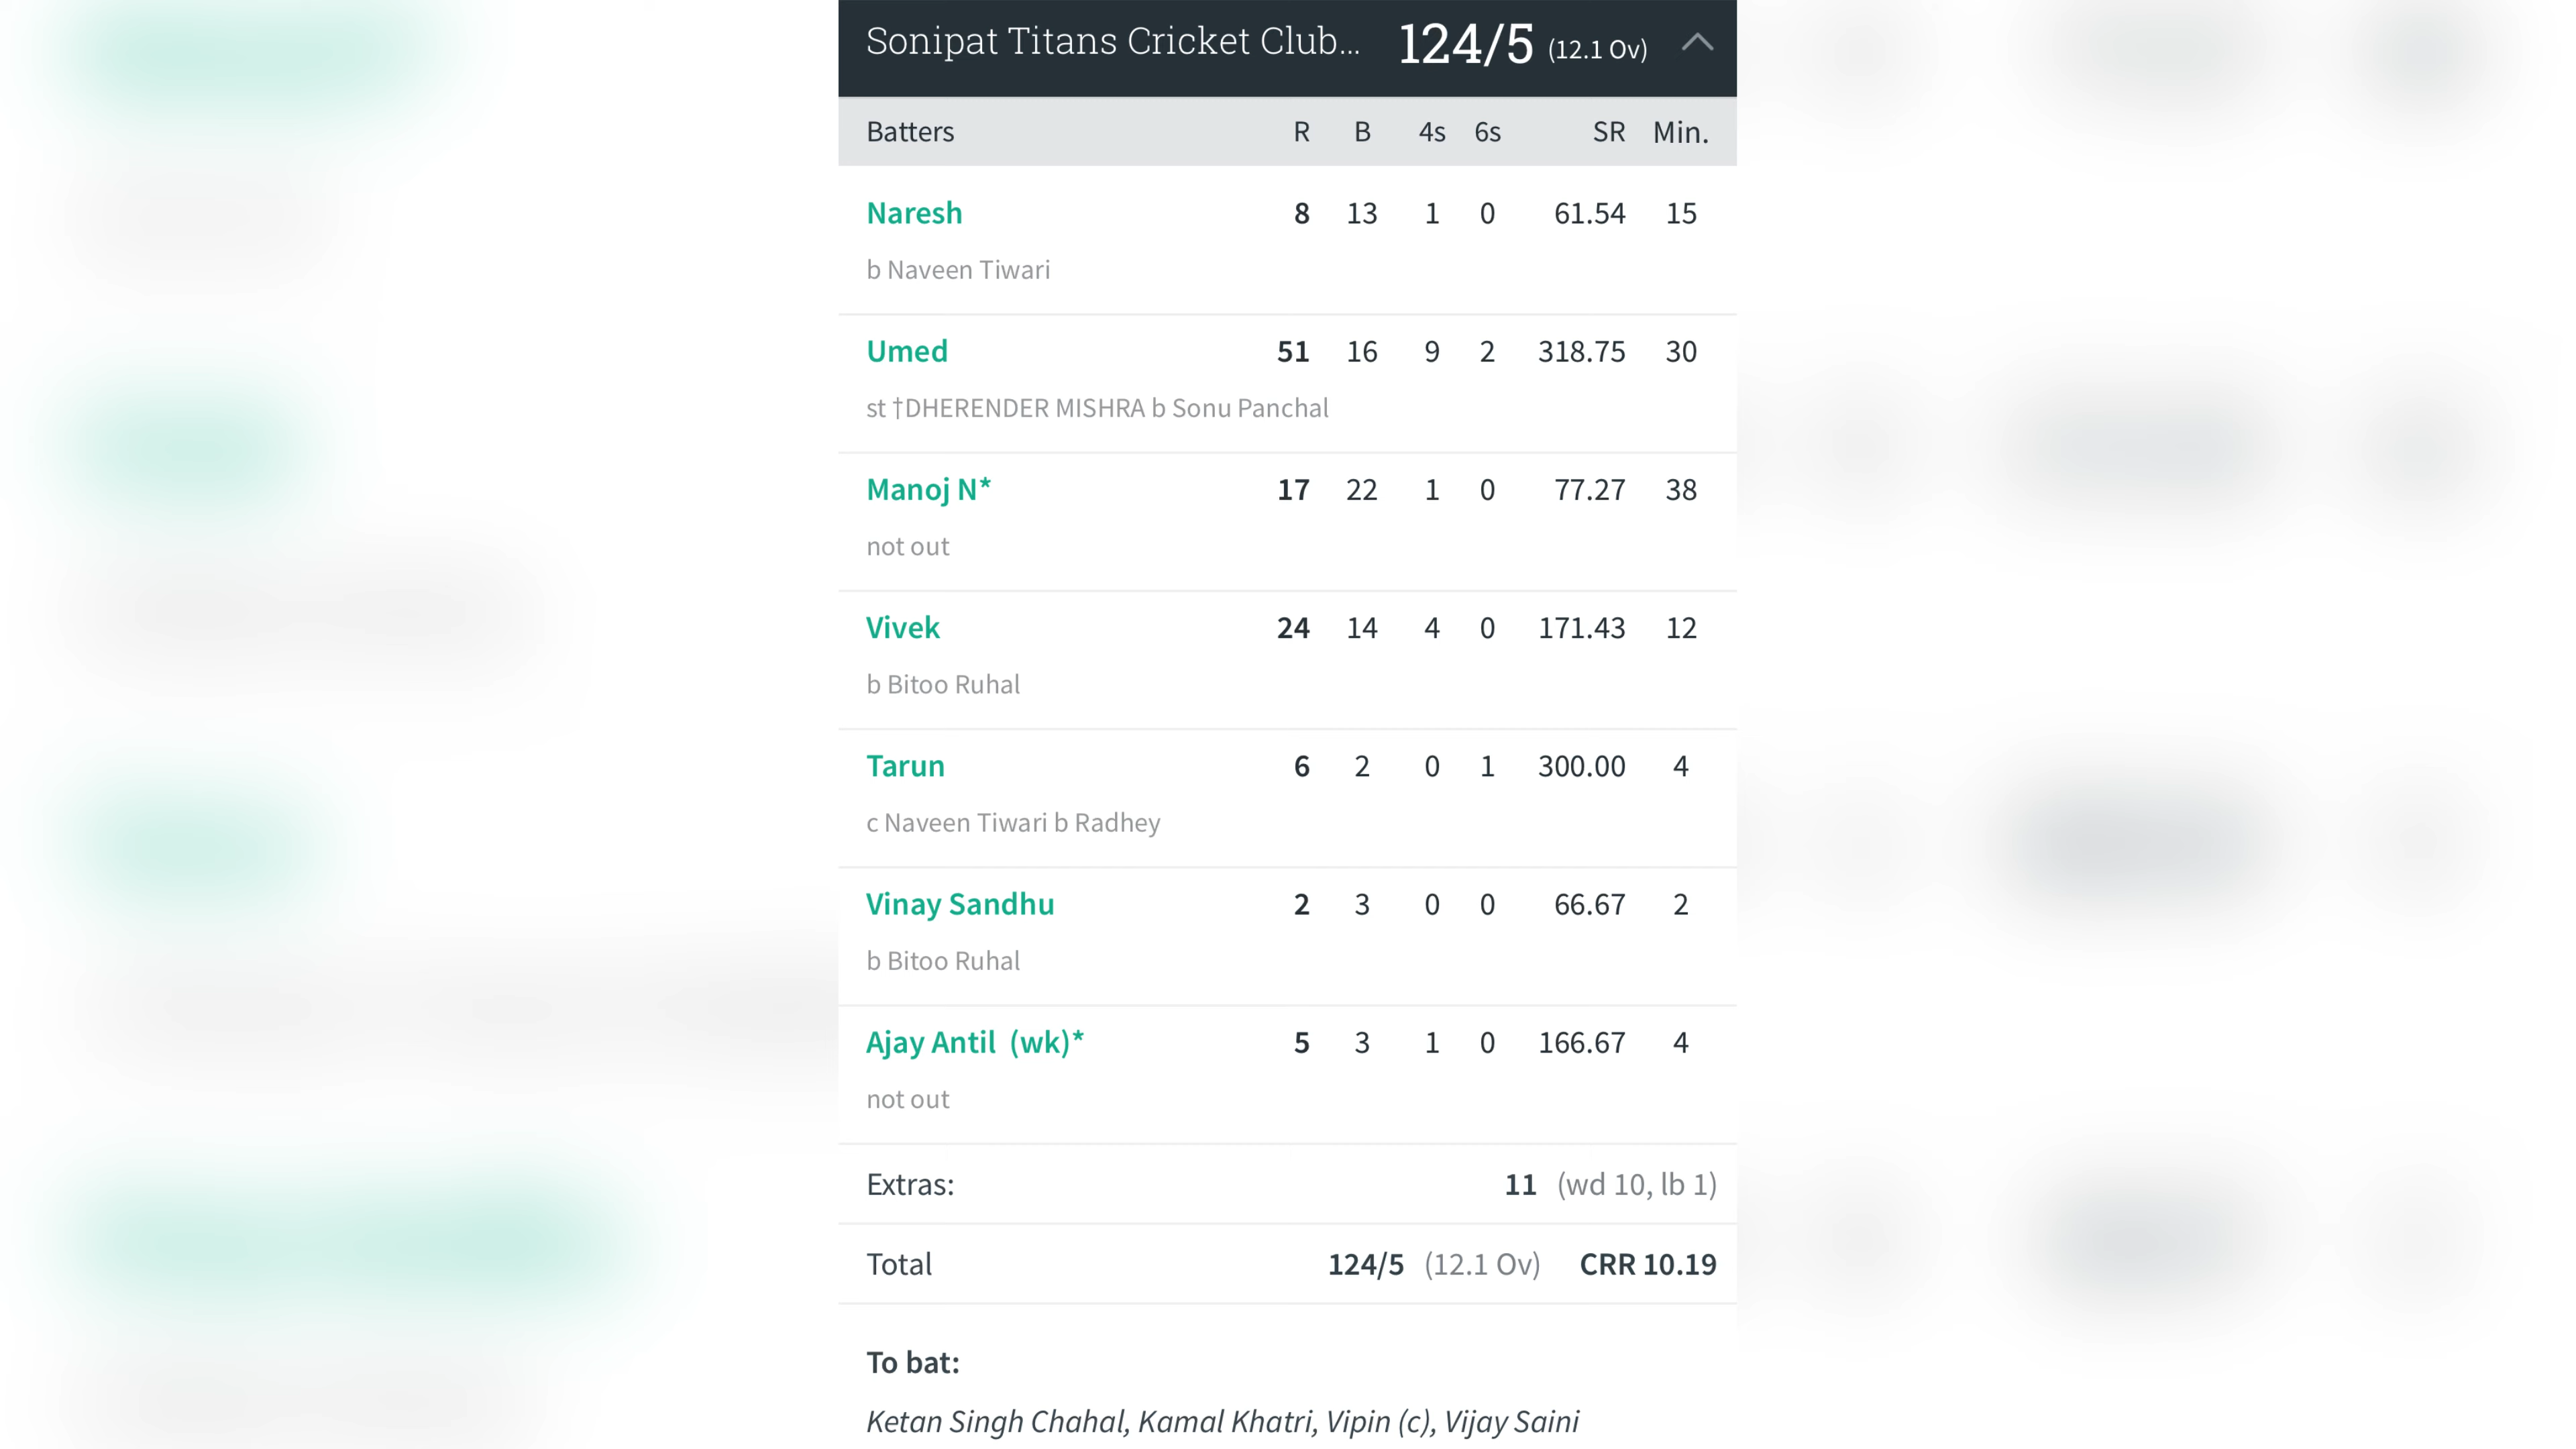 Sonipat Titans Cricket Club... 124/5 (12.1 Ov)
Batters R B 4s 6s SR Min.
Naresh 8 13 1 0 61.54 15
b Naveen Tiwari
Umed 51 16 9 2 318.75 30
st †DHERENDER MISHRA b Sonu Panchal
Manoj N* 17 22 1 0 77.27 38
not out
Vivek 24 14 4 0 171.43 12
b Bitoo Ruhal
Tarun 6 2 0 1 300.00 4
c Naveen Tiwari b Radhey
Vinay Sandhu 2 3 0 0 66.67 2
b Bitoo Ruhal
Ajay Antil (wk)* 5 3 1 0 166.67 4
not out
Extras: 11 (wd 10, lb 1)
Total 124/5 (12.1 Ov) CRR 10.19
To bat:
Ketan Singh Chahal, Kamal Khatri, Vipin (c), Vijay Saini